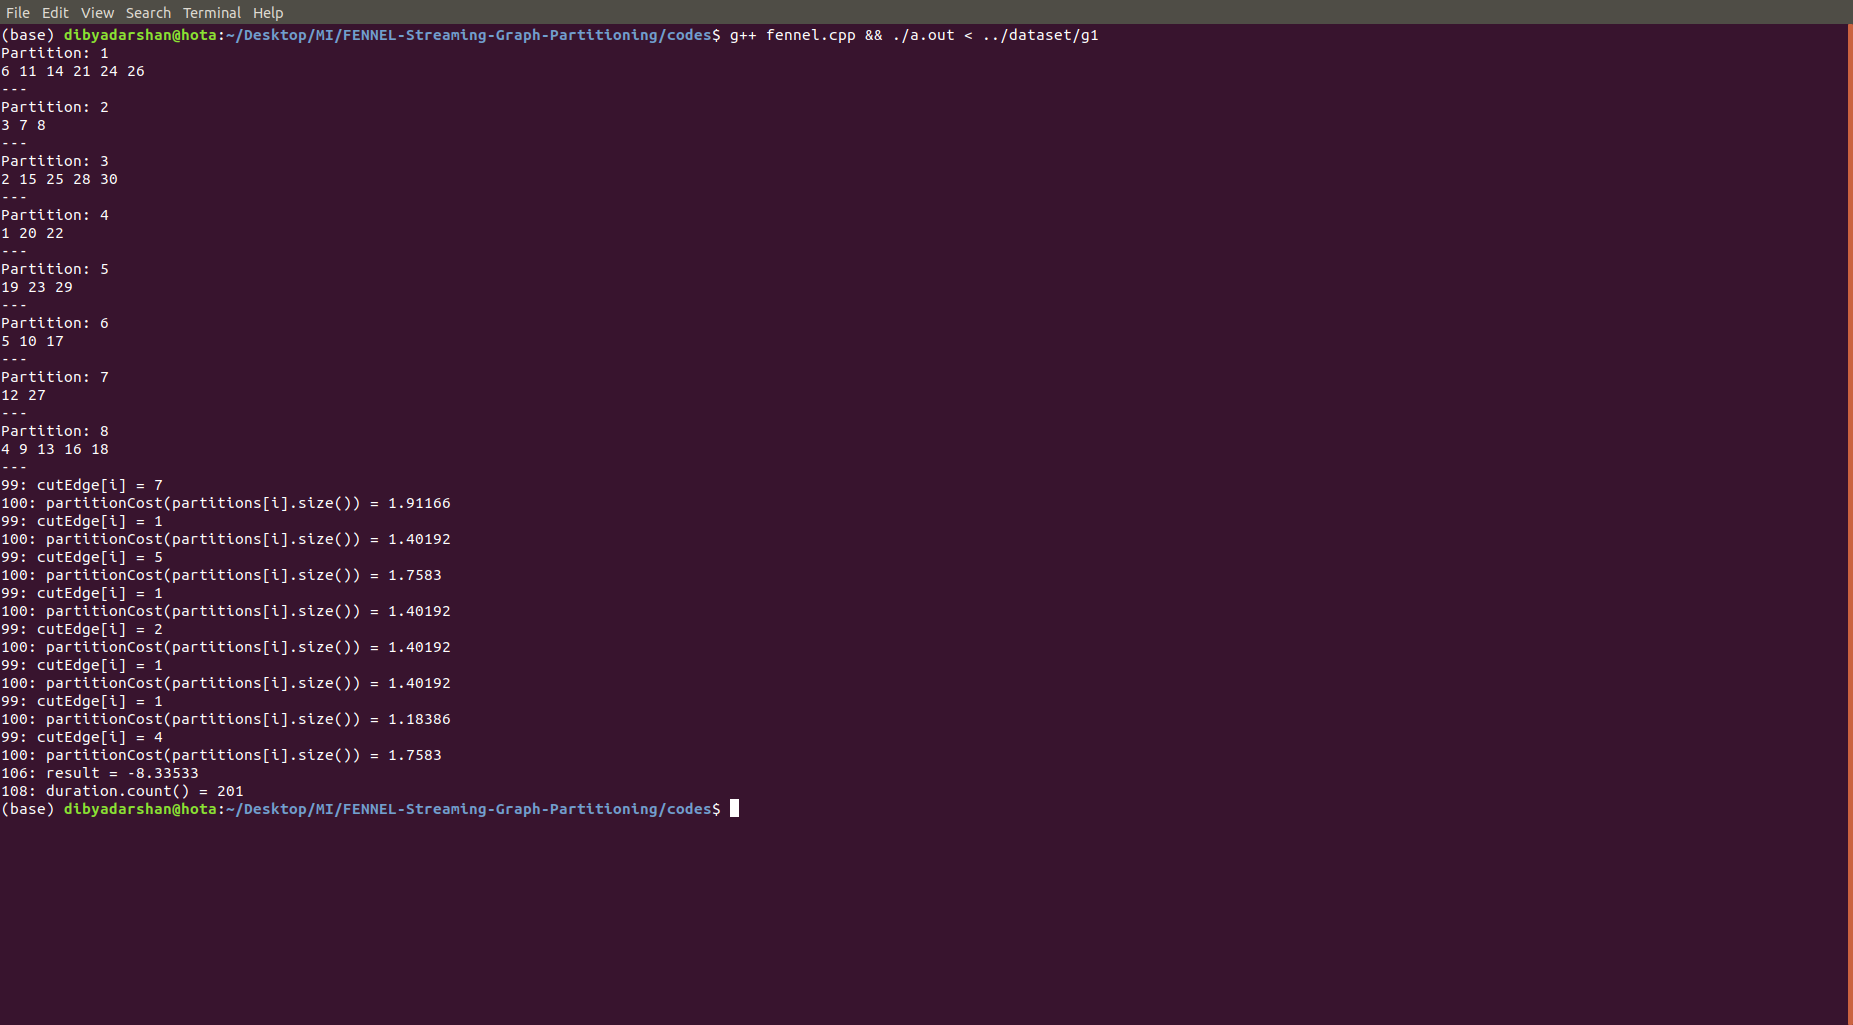 File Edit View Search Terminal Help
(base) dibyadarshan@hota:~/Desktop/MI/FENNEL-Streaming-Graph-Partitioning/codes$ g++ fennel.cpp && ./a.out < ../dataset/g1
Partition: 1
6 11 14 21 24 26
---
Partition: 2
3 7 8
---
Partition: 3
2 15 25 28 30
---
Partition: 4
1 20 22
---
Partition: 5
19 23 29
---
Partition: 6
5 10 17
---
Partition: 7
12 27
---
Partition: 8
4 9 13 16 18
---
99: cutEdge[i] = 7
100: partitionCost(partitions[i].size()) = 1.91166
99: cutEdge[i] = 1
100: partitionCost(partitions[i].size()) = 1.40192
99: cutEdge[i] = 5
100: partitionCost(partitions[i].size()) = 1.7583
99: cutEdge[i] = 1
100: partitionCost(partitions[i].size()) = 1.40192
99: cutEdge[i] = 2
100: partitionCost(partitions[i].size()) = 1.40192
99: cutEdge[i] = 1
100: partitionCost(partitions[i].size()) = 1.40192
99: cutEdge[i] = 1
100: partitionCost(partitions[i].size()) = 1.18386
99: cutEdge[i] = 4
100: partitionCost(partitions[i].size()) = 1.7583
106: result = -8.33533
108: duration.count() = 201
(base) dibyadarshan@hota:~/Desktop/MI/FENNEL-Streaming-Graph-Partitioning/codes$